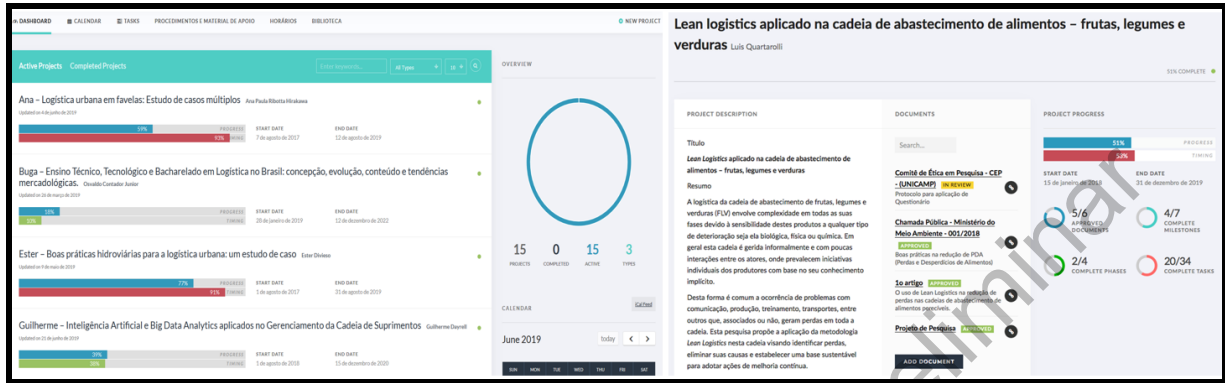 DASHBOARD CALENDAR TASKS PROCEDIMENTOS E MATERIAL DE APOIO HORÁRIOS BIBLIOTECA NEW PROJECT
Active Projects Completed Projects
Enter keywords... All Types 10
Ana – Logística urbana em favelas: Estudo de casos múltiplos Ana Paula Ribotta Hirakawa
Updated on 4 de junho de 2019
59% PROGRESS START DATE END DATE
93% TIMING 7 de agosto de 2017 12 de agosto de 2019
Buga – Ensino Técnico, Tecnológico e Bacharelado em Logística no Brasil: concepção, evolução, conteúdo e tendências
mercadológicas. Osvaldo Contador Junior
Updated on 26 de março de 2019
PROGRESS START DATE END DATE
TIMING 28 de janeiro de 2019 12 de dezembro de 2022
Ester – Boas práticas hidroviárias para a logística urbana: um estudo de caso Ester Divieso
Updated on 9 de maio de 2019
77% PROGRESS START DATE END DATE
91% TIMING 1 de agosto de 2017 31 de agosto de 2019
Guilherme – Inteligência Artificial e Big Data Analytics aplicados no Gerenciamento da Cadeia de Suprimentos Guilherme Dayrell
Updated on 21 de junho de 2019
39% PROGRESS START DATE END DATE
TIMING 1 de agosto de 2018 15 de dezembro de 2020
OVERVIEW
15 0 15 3
PROJECTS COMPLETED ACTIVE TYPES
CALENDAR iCal Feed
June 2019 today < >
SUN MON TUE WED THU FRI SAT
Lean logistics aplicado na cadeia de abastecimento de alimentos – frutas, legumes e
verduras Luis Quartarolli
51% COMPLETE
PROJECT DESCRIPTION
Título
Lean Logistics aplicado na cadeia de abastecimento de
alimentos – frutas, legumes e verduras
Resumo
A logística da cadeia de abastecimento de frutas, legumes e
verduras (FLV) envolve complexidade em todas as suas
fases devido à sensibilidade destes produtos a qualquer tipo
de deterioração seja ela biológica, física ou química. Em
geral esta cadeia é gerida informalmente e com poucas
interações entre os atores, onde prevalecem iniciativas
individuais dos produtores com base no seu conhecimento
implícito.
Desta forma é comum a ocorrência de problemas com
comunicação, produção, treinamento, transportes, entre
outros que, associados ou não, geram perdas em toda a
cadeia. Esta pesquisa propõe a aplicação da metodologia
Lean Logistics nesta cadeia visando identificar perdas,
eliminar suas causas e estabelecer uma base sustentável
para adotar ações de melhoria contínua.
DOCUMENTS
Search...
Comitê de Ética em Pesquisa - CEP
- (UNICAMP) IN REVIEW
Protocolo para aplicação de
Questionário
Chamada Pública - Ministério do
Meio Ambiente - 001/2018
APPROVED
Boas práticas na redução de PDA
(Perdas e Desperdícios de Alimentos)
1o artigo APPROVED
O uso de Lean Logistics na redução de
perdas nas cadeias de abastecimento de
alimentos perecíveis.
Projeto de Pesquisa APPROVED
ADD DOCUMENT
PROJECT PROGRESS
51% PROGRESS
53% TIMING
START DATE END DATE
15 de janeiro de 2018 31 de dezembro de 2019
5/6 4/7
APPROVED COMPLETE
DOCUMENTS MILESTONES
2/4 20/34
COMPLETE PHASES COMPLETE TASKS
eliminar